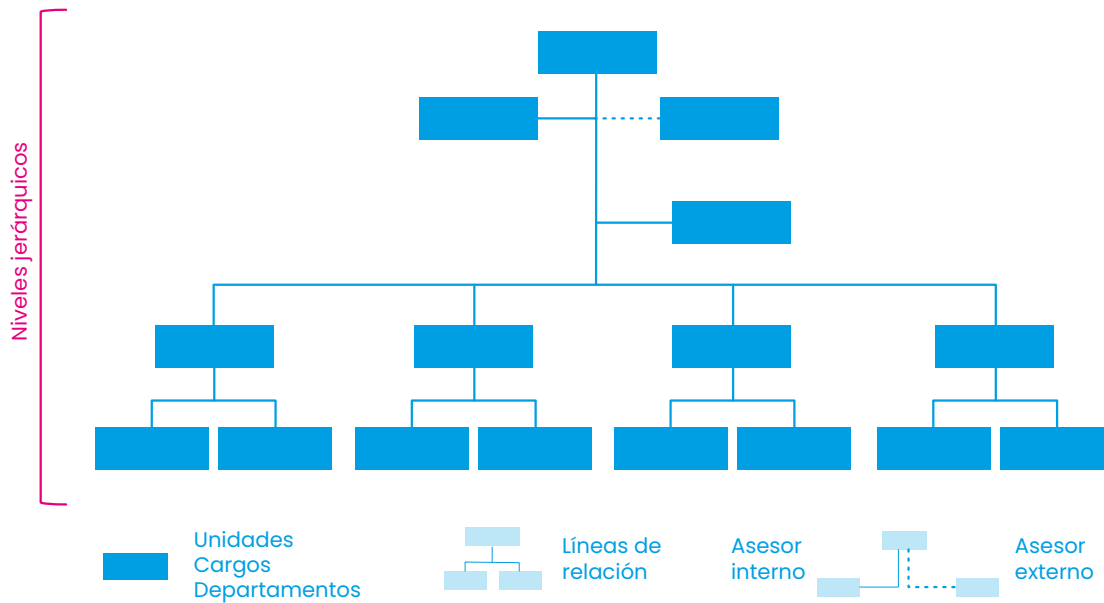 Niveles jerárquicos
Unidades
Cargos
Departamentos
Líneas de
relación
Asesor
interno
Asesor
externo